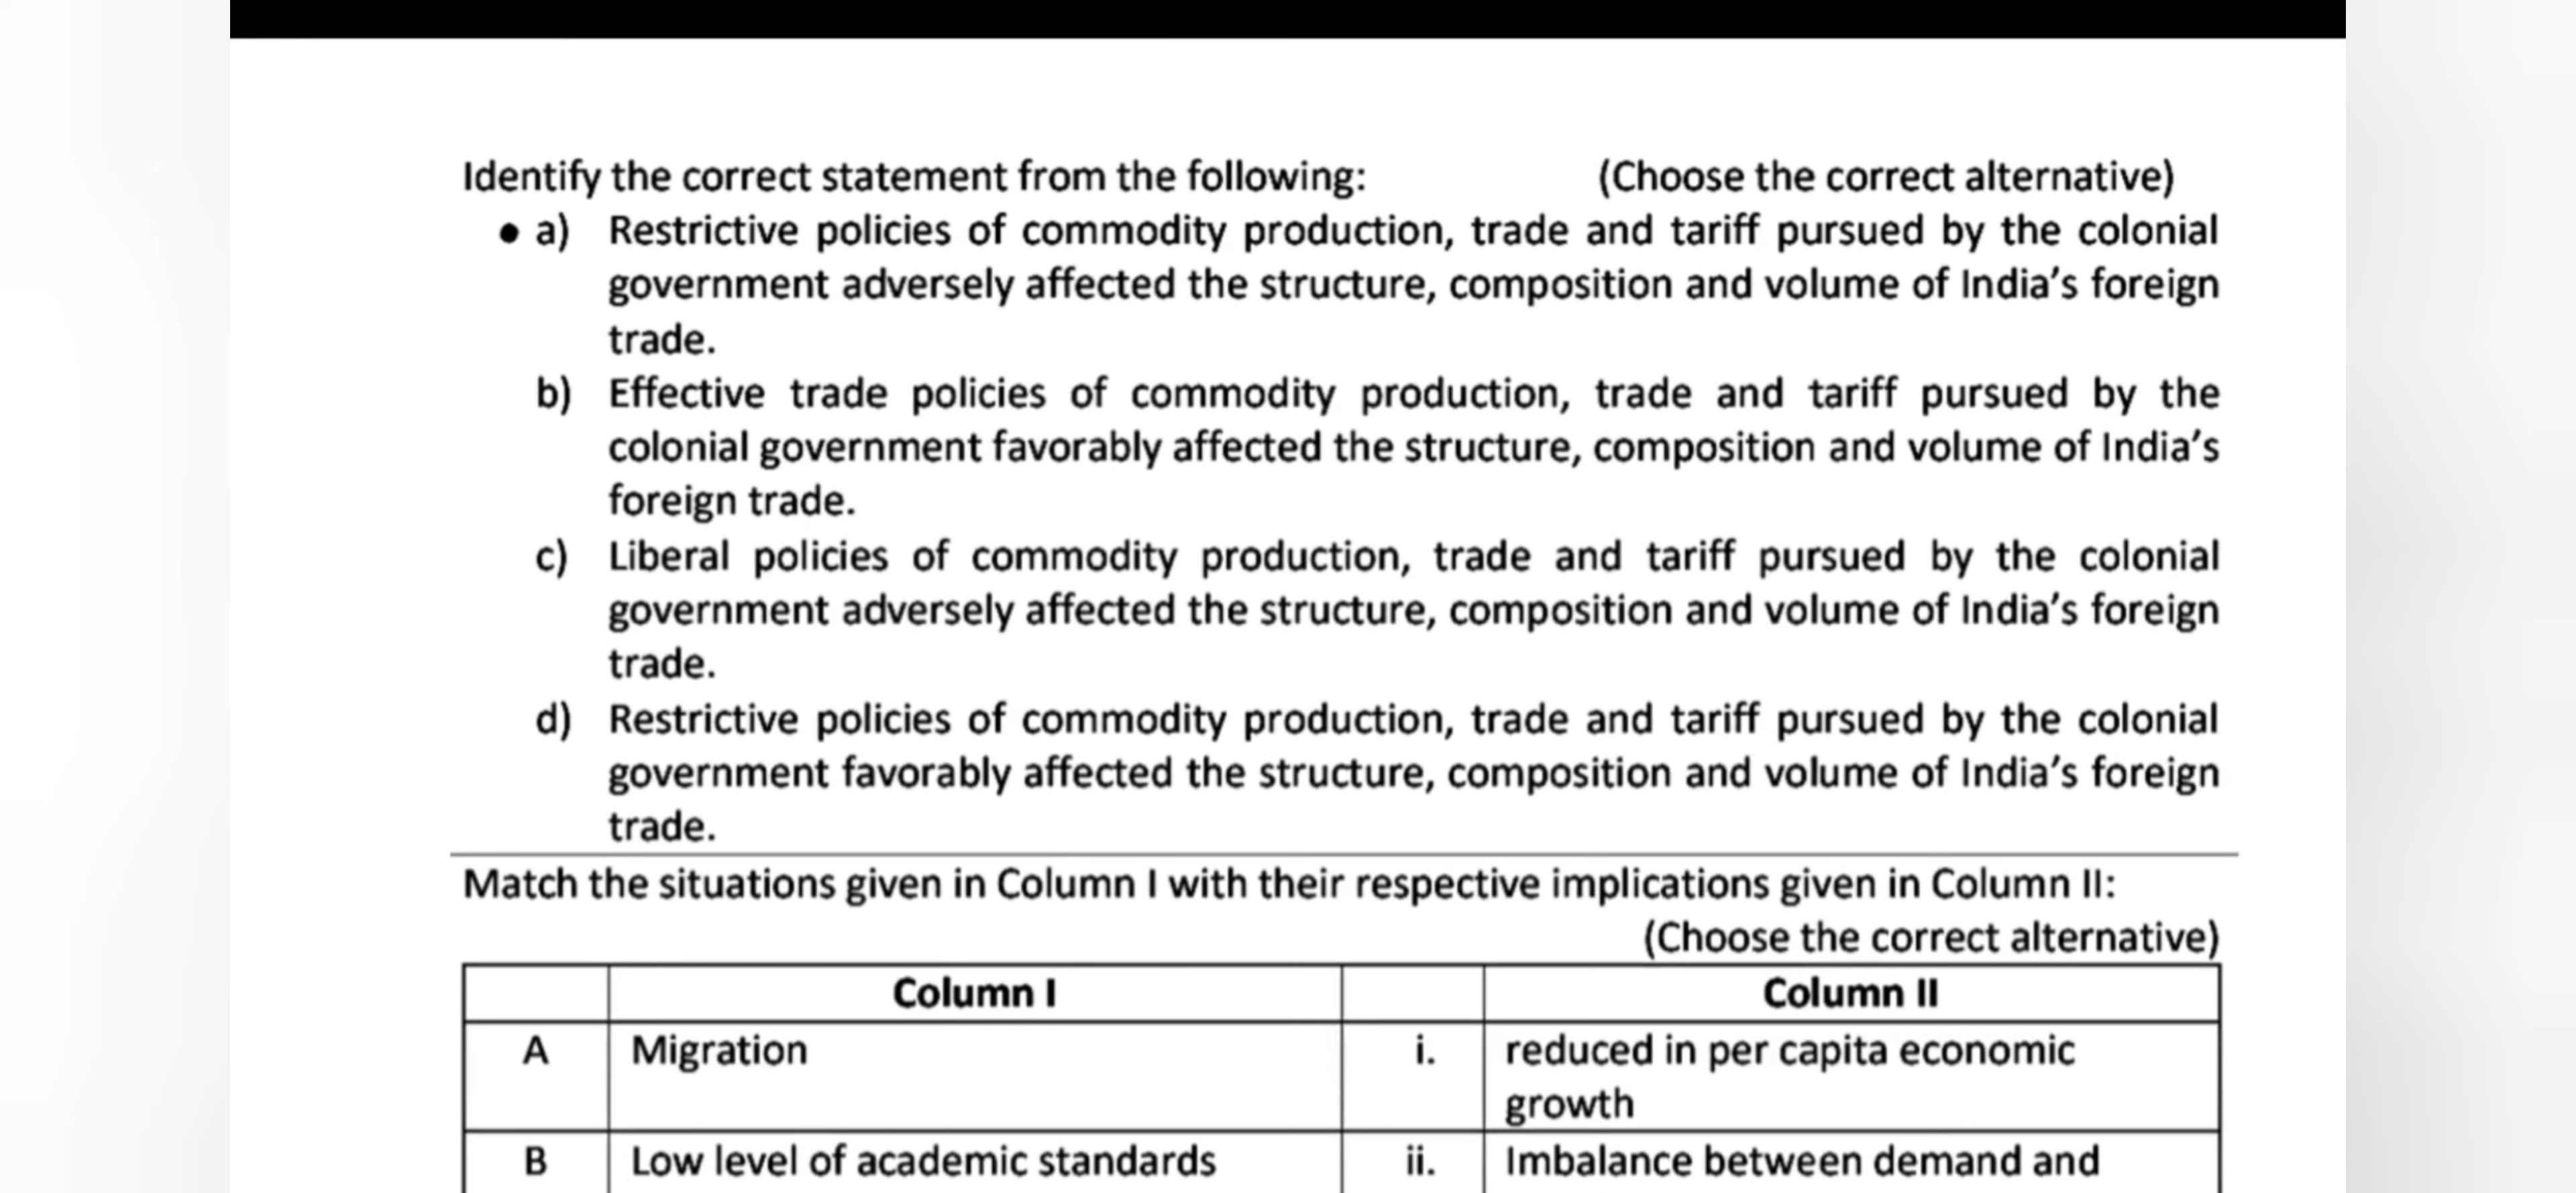 Identify the correct statement from the following: (Choose the correct alternative)
• a) Restrictive policies of commodity production, trade and tariff pursued by the colonial
government adversely affected the structure, composition and volume of India's foreign
trade.
b) Effective trade policies of commodity production, trade and tariff pursued by the
colonial government favorably affected the structure, composition and volume of India's
foreign trade.
c) Liberal policies of commodity production, trade and tariff pursued by the colonial
government adversely affected the structure, composition and volume of India's foreign
trade.
d) Restrictive policies of commodity production, trade and tariff pursued by the colonial
government favorably affected the structure, composition and volume of India's foreign
trade.
Match the situations given in Column I with their respective implications given in Column II:
(Choose the correct alternative)
Column I Column II
A Migration i. reduced in per capita economic
growth
B Low level of academic standards ii. Imbalance between demand and